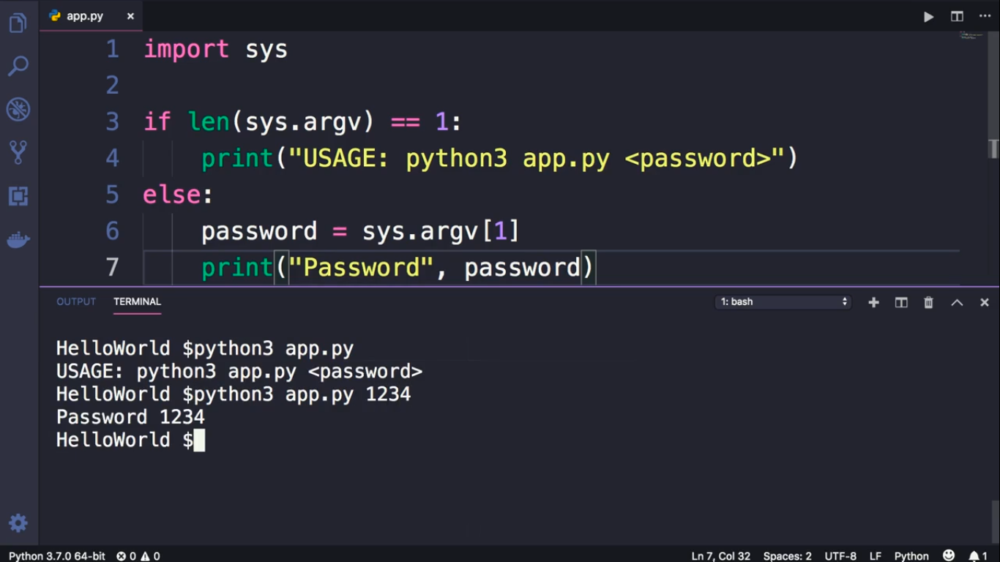 app.py
1 import sys
2
3 if len(sys.argv) == 1:
4 print("USAGE: python3 app.py <password>")
5 else:
6 password = sys.argv[1]
7 print("Password", password)
OUTPUT TERMINAL 1: bash
HelloWorld $python3 app.py
USAGE: python3 app.py <password>
HelloWorld $python3 app.py 1234
Password 1234
HelloWorld $
Python 3.7.0 64-bit 0 0 Ln 7, Col 32 Spaces: 2 UTF-8 LF Python 1